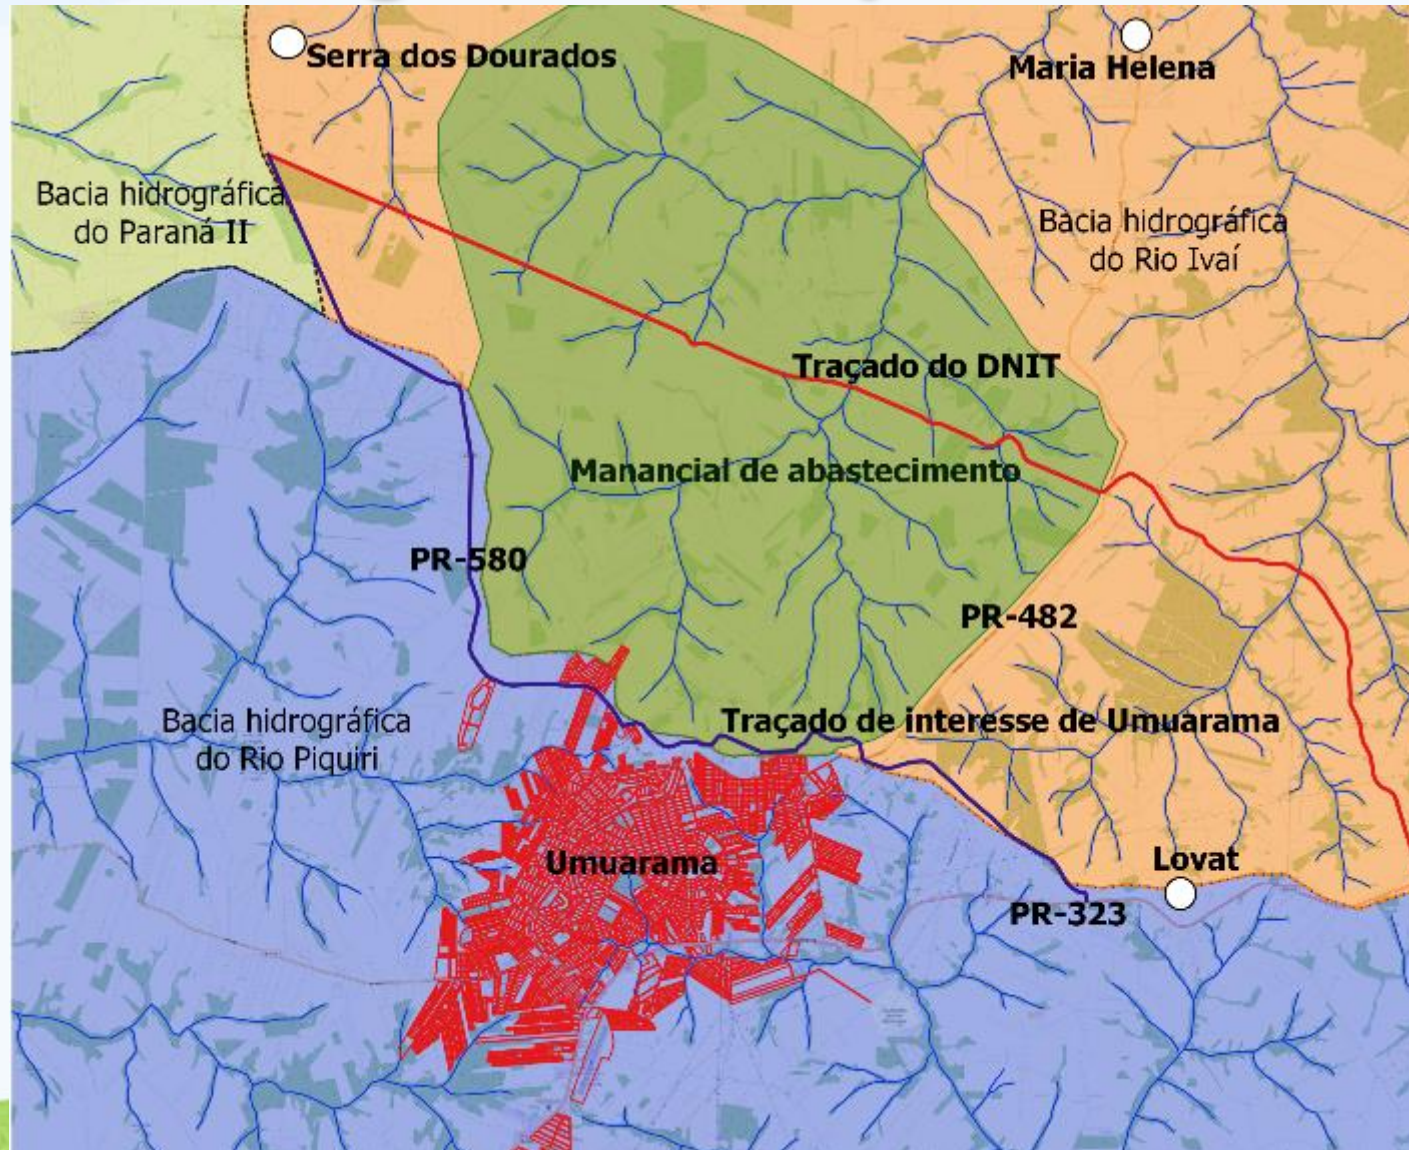 Serra dos Dourados
Maria Helena
Bacia hidrográfica
do Paraná II
Bacia hidrográfica
do Rio Ivaí
Traçado do DNIT
Manancial de abastecimento
PR-580
PR-482
Bacia hidrográfica
do Rio Piquiri
Traçado de interesse de Umuarama
Umuarama
Lovat
PR-323